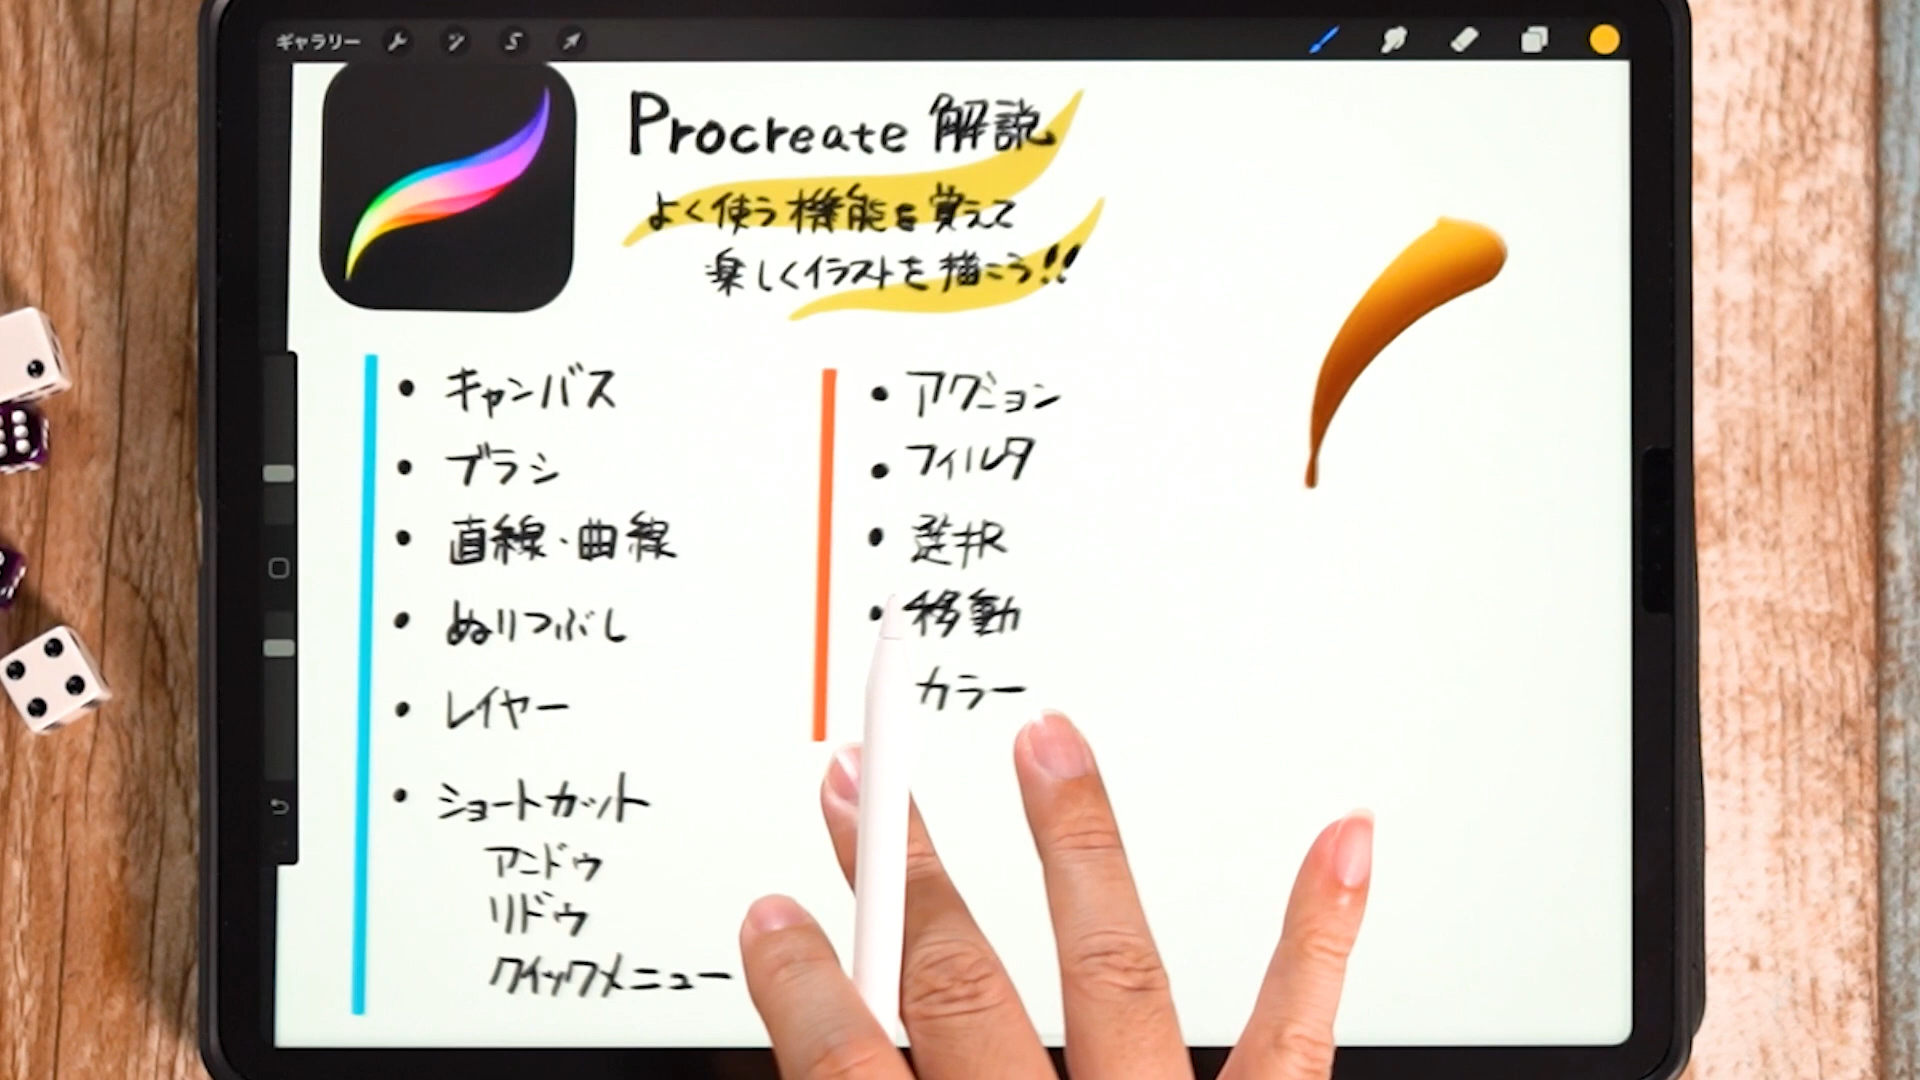 ギャラリー
Procreate 解説
よく使う機能を覚えて
楽しくイラストを描こう!!
• キャンバス
• ブラシ
• 直線・曲線
• ぬりつぶし
• レイヤー
• ショートカット
アンドゥ
リドゥ
クイックメニュー
• アクション
• フィルタ
• 選択
• 移動
カラー